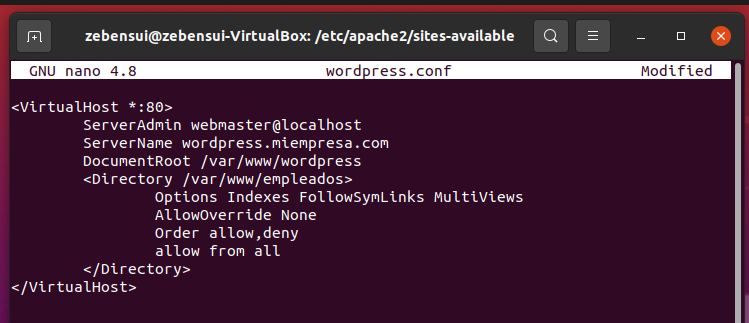 zebensui@zebensui-VirtualBox: /etc/apache2/sites-available
GNU nano 4.8 wordpress.conf Modified
<VirtualHost *:80>
ServerAdmin webmaster@localhost
ServerName wordpress.miempresa.com
DocumentRoot /var/www/wordpress
<Directory /var/www/empleados>
Options Indexes FollowSymLinks MultiViews
AllowOverride None
Order allow,deny
allow from all
</Directory>
</VirtualHost>